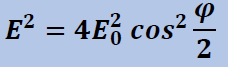 E² = 4E₀² cos² φ/2